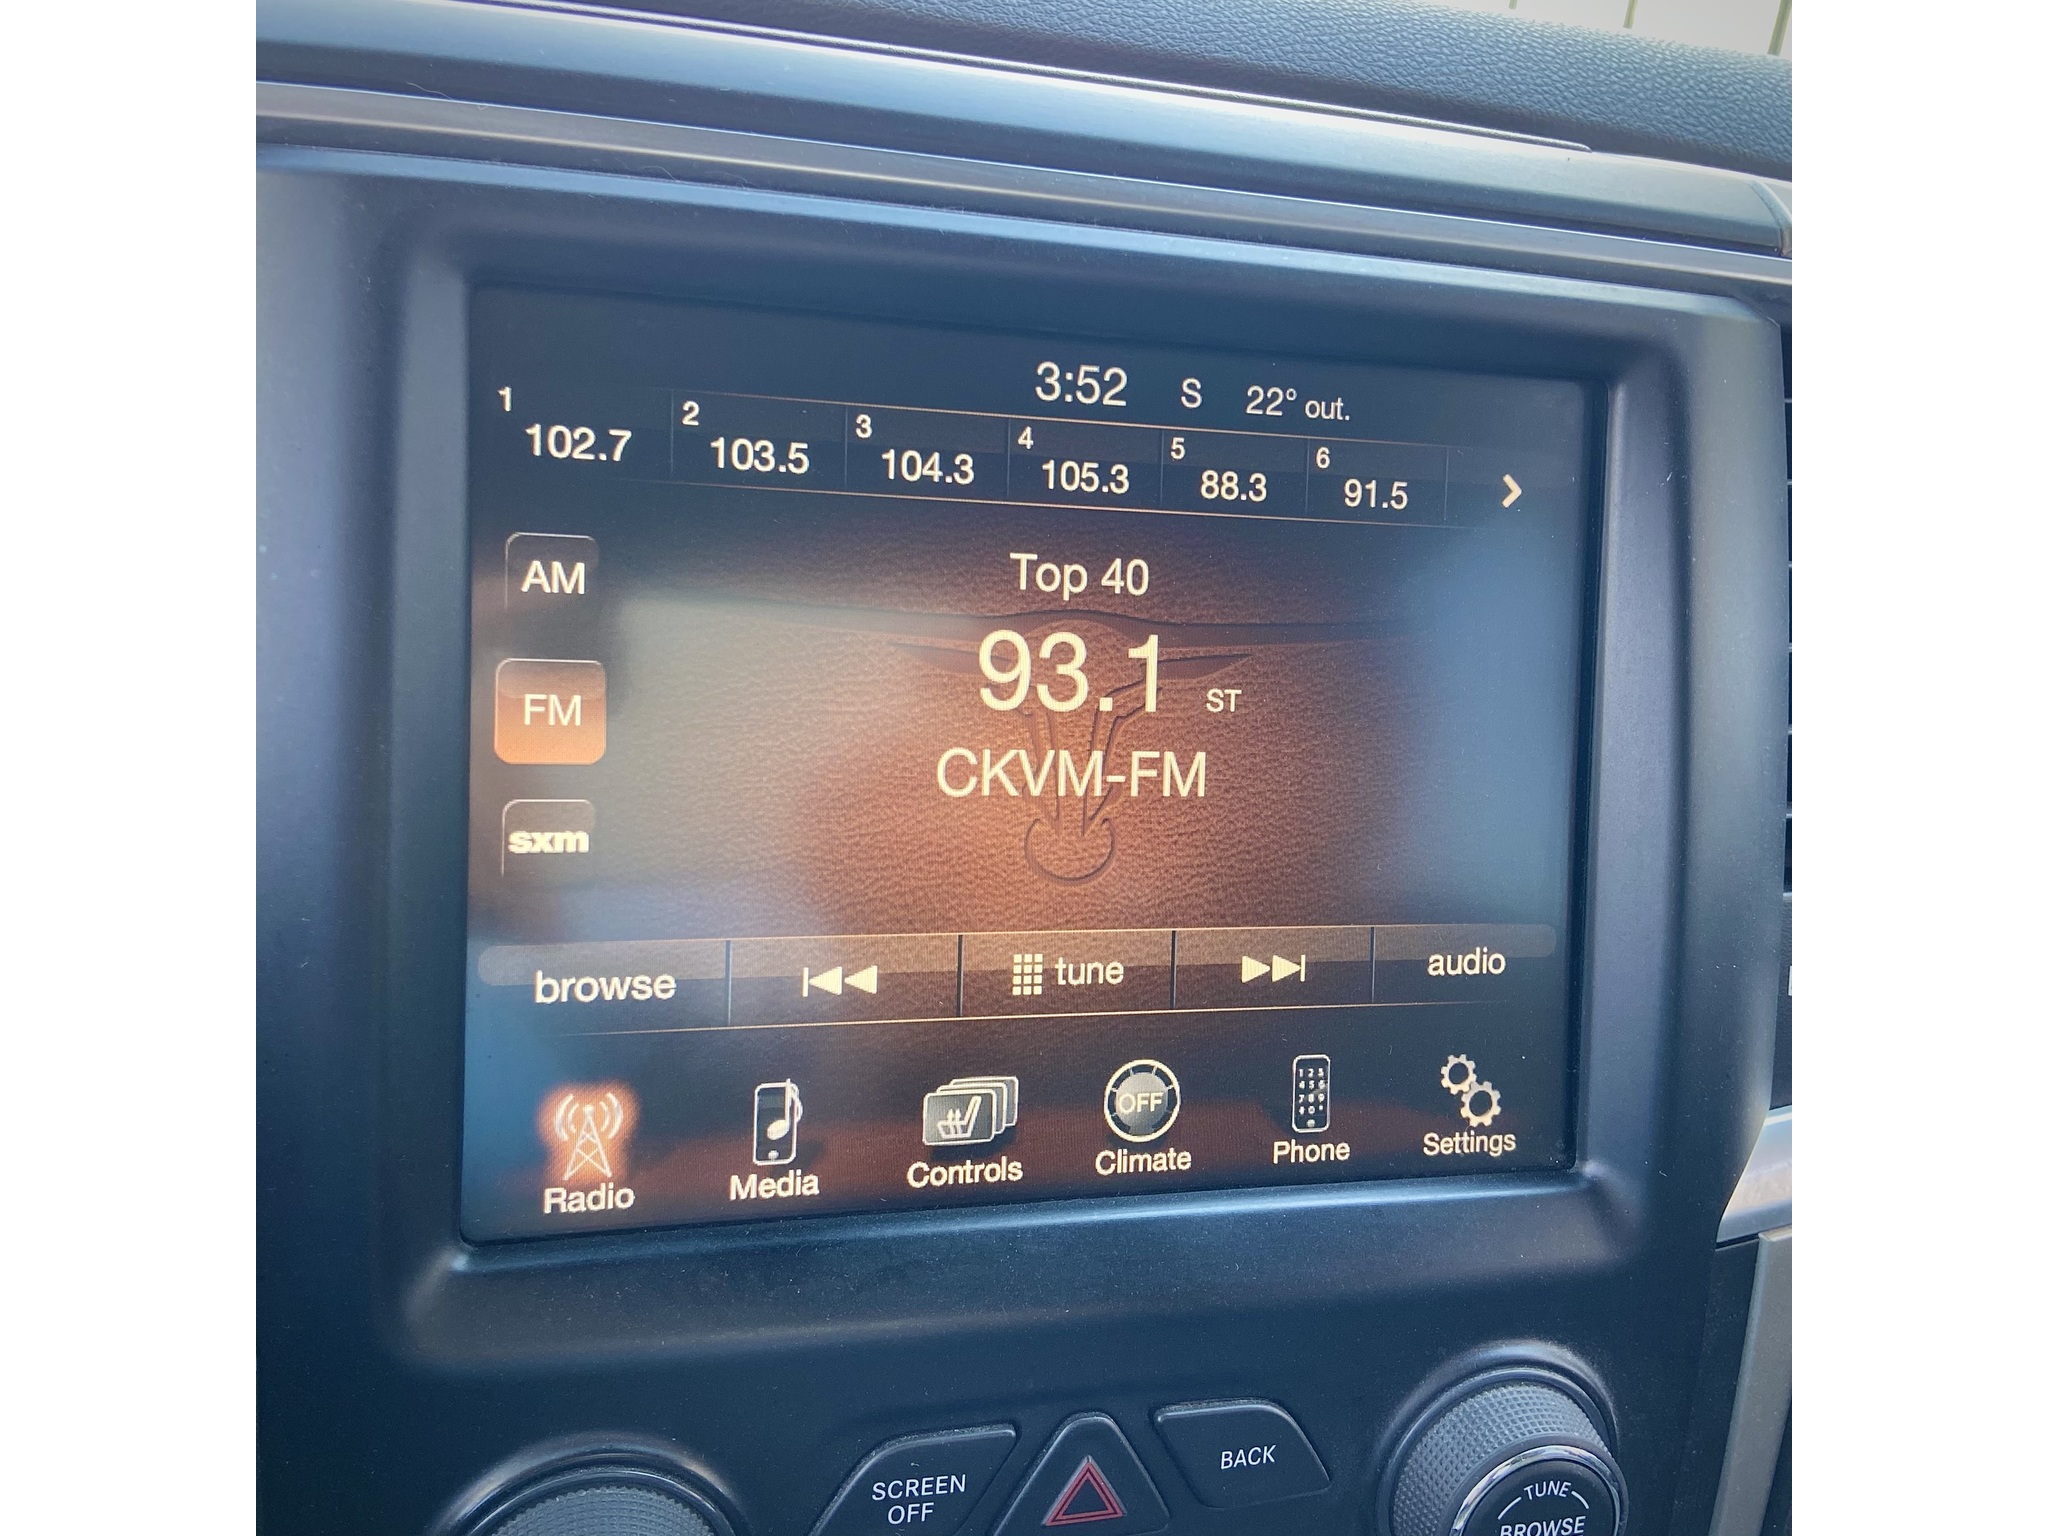 3:52 S 22° out.
1 102.7 2 103.5 3 104.3 4 105.3 5 88.3 6 91.5
AM
Top 40
93.1 ST
FM
CKVM-FM
sxm
browse tune audio
OFF
Radio Media Controls Climate Phone Settings
SCREEN OFF
BACK
TUNE
BROWSE